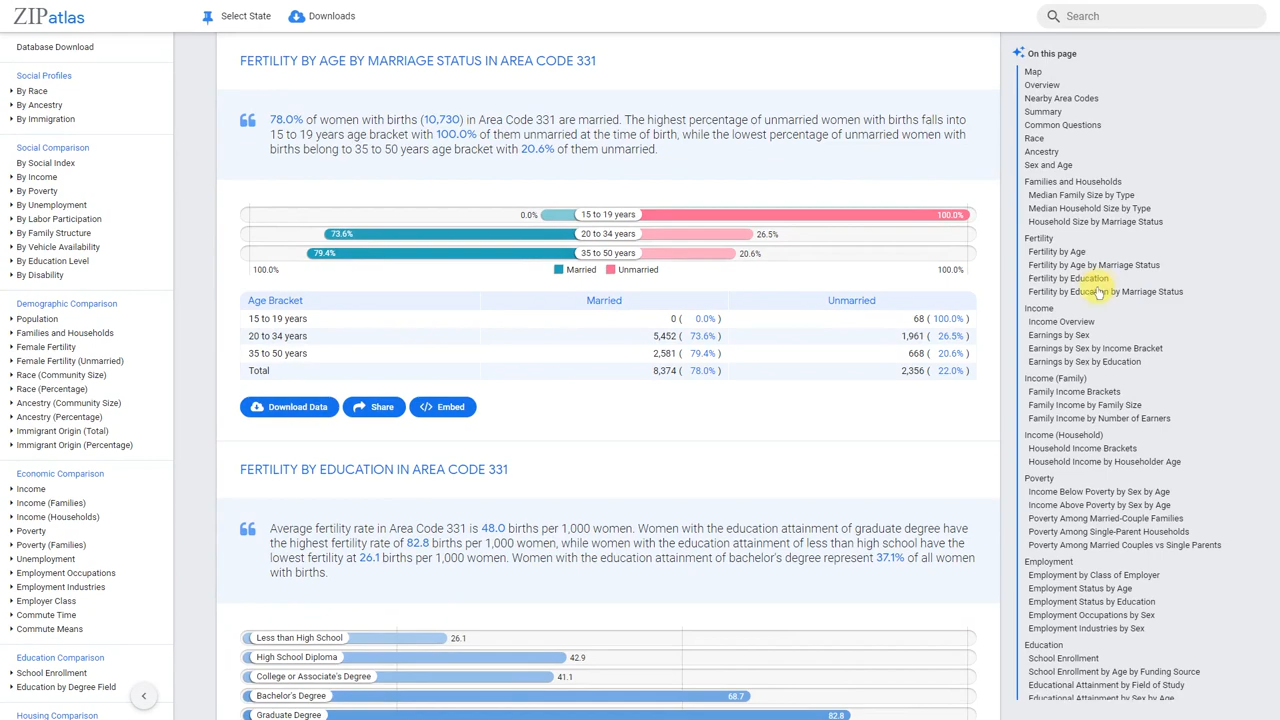 ZIPatlas
Select State
Downloads
Search
Database Download
Social Profiles
By Race
By Ancestry
By Immigration
Social Comparison
By Social Index
By Income
By Poverty
By Unemployment
By Labor Participation
By Family Structure
By Vehicle Availability
By Education Level
By Disability
Demographic Comparison
Population
Families and Households
Female Fertility
Female Fertility (Unmarried)
Race (Community Size)
Race (Percentage)
Ancestry (Community Size)
Ancestry (Percentage)
Immigrant Origin (Total)
Immigrant Origin (Percentage)
Economic Comparison
Income
Income (Families)
Income (Households)
Poverty
Poverty (Families)
Unemployment
Employment Occupations
Employment Industries
Employer Class
Commute Time
Commute Means
Education Comparison
School Enrollment
Education by Degree Field
Housing Comparison
FERTILITY BY AGE BY MARRIAGE STATUS IN AREA CODE 331
78.0% of women with births (10,730) in Area Code 331 are married. The highest percentage of unmarried women with births falls into
15 to 19 years age bracket with 100.0% of them unmarried at the time of birth, while the lowest percentage of unmarried women with
births belong to 35 to 50 years age bracket with 20.6% of them unmarried.
0.0% 15 to 19 years 100.0%
73.6% 20 to 34 years 26.5%
79.4% 35 to 50 years 20.6%
100.0% Married Unmarried 100.0%
Age Bracket Married Unmarried
15 to 19 years 0 ( 0.0% ) 68 ( 100.0% )
20 to 34 years 5,452 ( 73.6% ) 1,961 ( 26.5% )
35 to 50 years 2,581 ( 79.4% ) 668 ( 20.6% )
Total 8,374 ( 78.0% ) 2,356 ( 22.0% )
Download Data Share Embed
FERTILITY BY EDUCATION IN AREA CODE 331
Average fertility rate in Area Code 331 is 48.0 births per 1,000 women. Women with the education attainment of graduate degree have
the highest fertility rate of 82.8 births per 1,000 women, while women with the education attainment of less than high school have the
lowest fertility at 26.1 births per 1,000 women. Women with the education attainment of bachelor's degree represent 37.1% of all women
with births.
Less than High School 26.1
High School Diploma 42.9
College or Associate's Degree 41.1
Bachelor's Degree 68.7
Graduate Degree 82.8
On this page
Map
Overview
Nearby Area Codes
Summary
Common Questions
Race
Ancestry
Sex and Age
Families and Households
Median Family Size by Type
Median Household Size by Type
Household Size by Marriage Status
Fertility
Fertility by Age
Fertility by Age by Marriage Status
Fertility by Education
Fertility by Education by Marriage Status
Income
Income Overview
Earnings by Sex
Earnings by Sex by Income Bracket
Earnings by Sex by Education
Income (Family)
Family Income Brackets
Family Income by Family Size
Family Income by Number of Earners
Income (Household)
Household Income Brackets
Household Income by Householder Age
Poverty
Income Below Poverty by Sex by Age
Income Above Poverty by Sex by Age
Poverty Among Married-Couple Families
Poverty Among Single-Parent Households
Poverty Among Married Couples vs Single Parents
Employment
Employment by Class of Employer
Employment Status by Age
Employment Status by Education
Employment Occupations by Sex
Employment Industries by Sex
Education
School Enrollment
School Enrollment by Age by Funding Source
Educational Attainment by Field of Study
Educational Attainment by Sex by Age